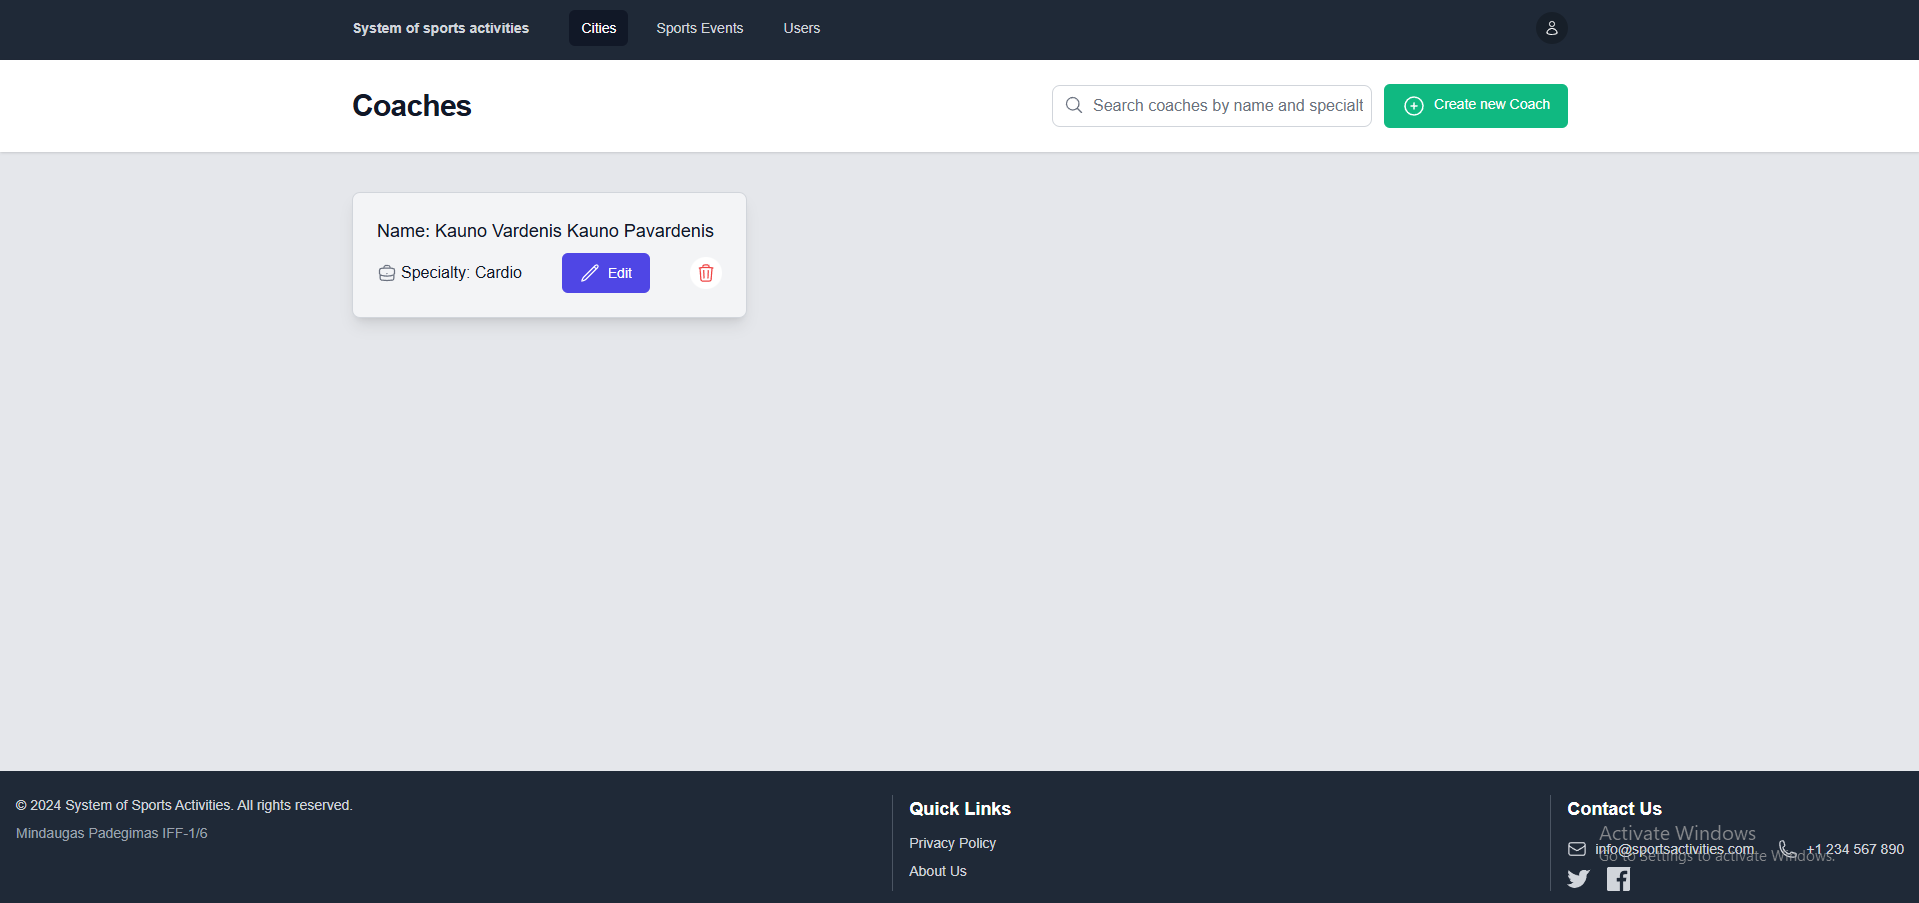 System of sports activities
Cities
Sports Events
Users
Coaches
Search coaches by name and specialt
Create new Coach
Name: Kauno Vardenis Kauno Pavardenis
Specialty: Cardio
Edit
© 2024 System of Sports Activities. All rights reserved.
Mindaugas Padegimas IFF-1/6
Quick Links
Privacy Policy
About Us
Contact Us
info@sportsactivities.com
+1 234 567 890
Activate Windows
Go to Settings to activate Windows.